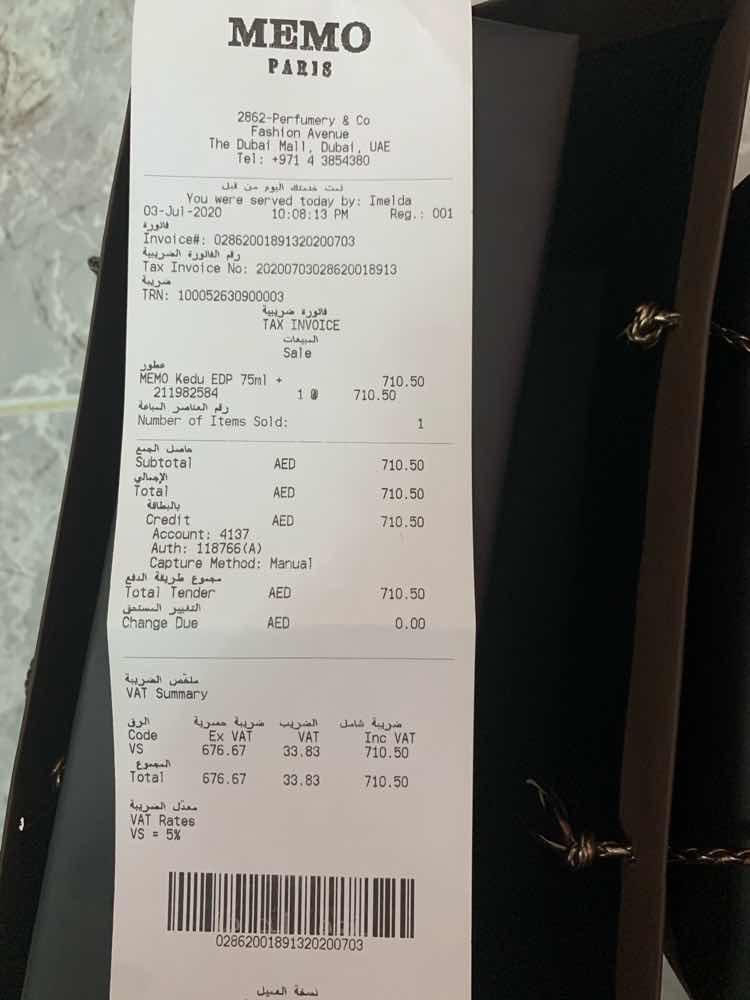 MEMO
PARIS
2862-Perfumery & Co
Fashion Avenue
The Dubai Mall, Dubai, UAE
Tel: +971 4 3854380
تمت خدمتك اليوم من قبل
You were served today by: Imelda
03-Jul-2020 10:08:13 PM Reg.: 001
فاتورة
Invoice#: 02862001891320200703
رقم الفاتورة الضريبية
Tax Invoice No: 20200703028620018913
ضريبة
TRN: 100052630900003
فاتورة ضريبية
TAX INVOICE
المبيعات
Sale
عطور
MEMO Kedu EDP 75ml + 710.50
211982584 1 @ 710.50
رقم العناصر المباعة
Number of Items Sold: 1
حاصل الجمع
Subtotal AED 710.50
الإجمالي
Total AED 710.50
بالبطاقة
Credit AED 710.50
Account: 4137
Auth: 118766(A)
Capture Method: Manual
مجموع طريقة الدفع
Total Tender AED 710.50
التغيير المستحق
Change Due AED 0.00
ملخص الضريبة
VAT Summary
الرق ضريبة حصرية الضريب ضريبة شامل
Code Ex VAT VAT Inc VAT
VS 676.67 33.83 710.50
المجموع
Total 676.67 33.83 710.50
معدّل الضريبة
VAT Rates
VS = 5%
02862001891320200703
نسخة العميل